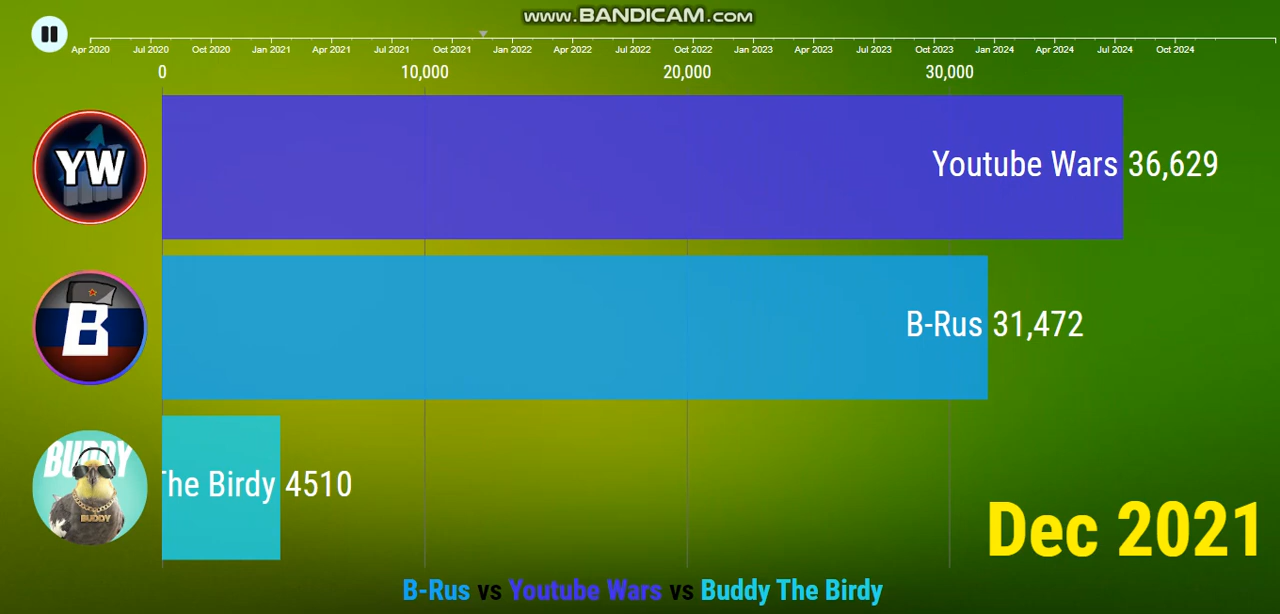 www.BANDICAM.com
Apr 2020 Jul 2020 Oct 2020 Jan 2021 Apr 2021 Jul 2021 Oct 2021 Jan 2022 Apr 2022 Jul 2022 Oct 2022 Jan 2023 Apr 2023 Jul 2023 Oct 2023 Jan 2024 Apr 2024 Jul 2024 Oct 2024
0 10,000 20,000 30,000
YW
Youtube Wars 36,629
B
B-Rus 31,472
BUDDY
BUDDY
The Birdy 4510
Dec 2021
B-Rus vs Youtube Wars vs Buddy The Birdy